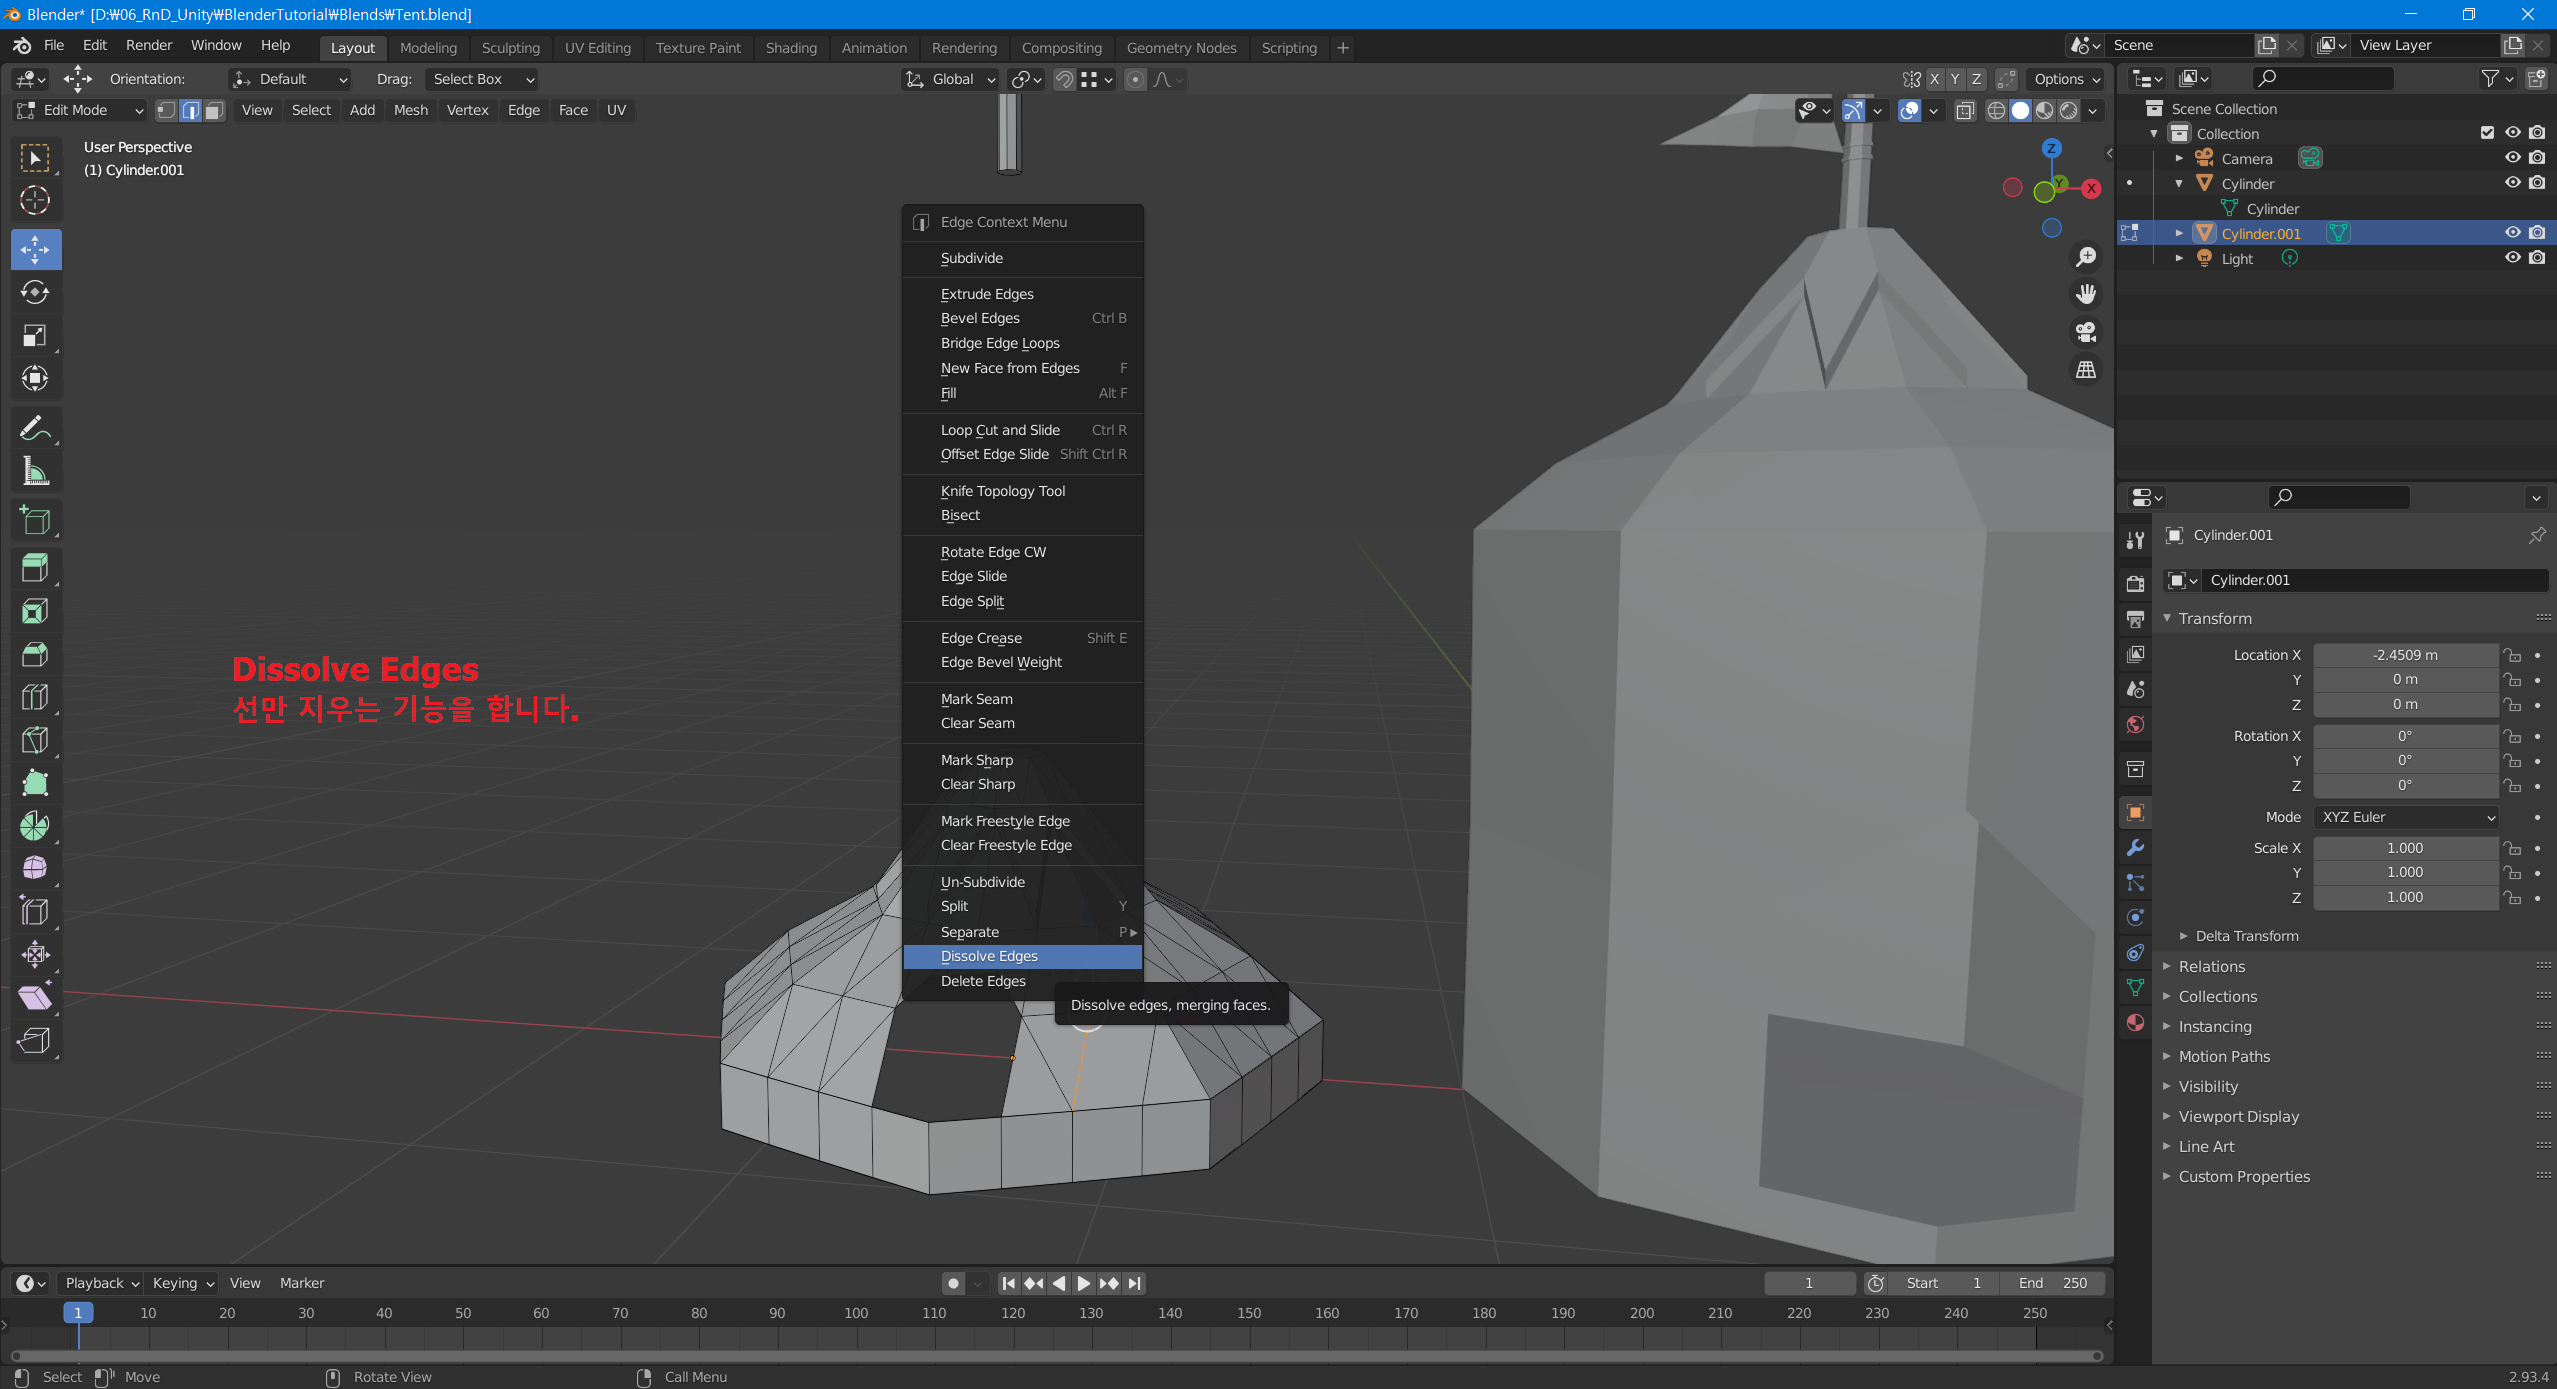 Blender* [D:₩06_RnD_Unity₩BlenderTutorial₩Blends₩Tent.blend]
File Edit Render Window Help Layout Modeling Sculpting UV Editing Texture Paint Shading Animation Rendering Compositing Geometry Nodes Scripting + Scene View Layer
Orientation: Default Drag: Select Box Global X Y Z Options
Edit Mode View Select Add Mesh Vertex Edge Face UV
User Perspective
(1) Cylinder.001
Z
Y
X
Edge Context Menu
Subdivide
Extrude Edges
Bevel Edges Ctrl B
Bridge Edge Loops
New Face from Edges F
Fill Alt F
Loop Cut and Slide Ctrl R
Offset Edge Slide Shift Ctrl R
Knife Topology Tool
Bisect
Rotate Edge CW
Edge Slide
Edge Split
Edge Crease Shift E
Edge Bevel Weight
Mark Seam
Clear Seam
Mark Sharp
Clear Sharp
Mark Freestyle Edge
Clear Freestyle Edge
Un-Subdivide
Split Y
Separate P
Dissolve Edges
Delete Edges
Dissolve edges, merging faces.
Dissolve Edges
선만 지우는 기능을 합니다.
Scene Collection
Collection
Camera
Cylinder
Cylinder
Cylinder.001
Light
Cylinder.001
Cylinder.001
Transform
Location X -2.4509 m
Y 0 m
Z 0 m
Rotation X 0°
Y 0°
Z 0°
Mode XYZ Euler
Scale X 1.000
Y 1.000
Z 1.000
Delta Transform
Relations
Collections
Instancing
Motion Paths
Visibility
Viewport Display
Line Art
Custom Properties
Playback Keying View Marker 1 Start 1 End 250
1 10 20 30 40 50 60 70 80 90 100 110 120 130 140 150 160 170 180 190 200 210 220 230 240 250
Select Move Rotate View Call Menu 2.93.4